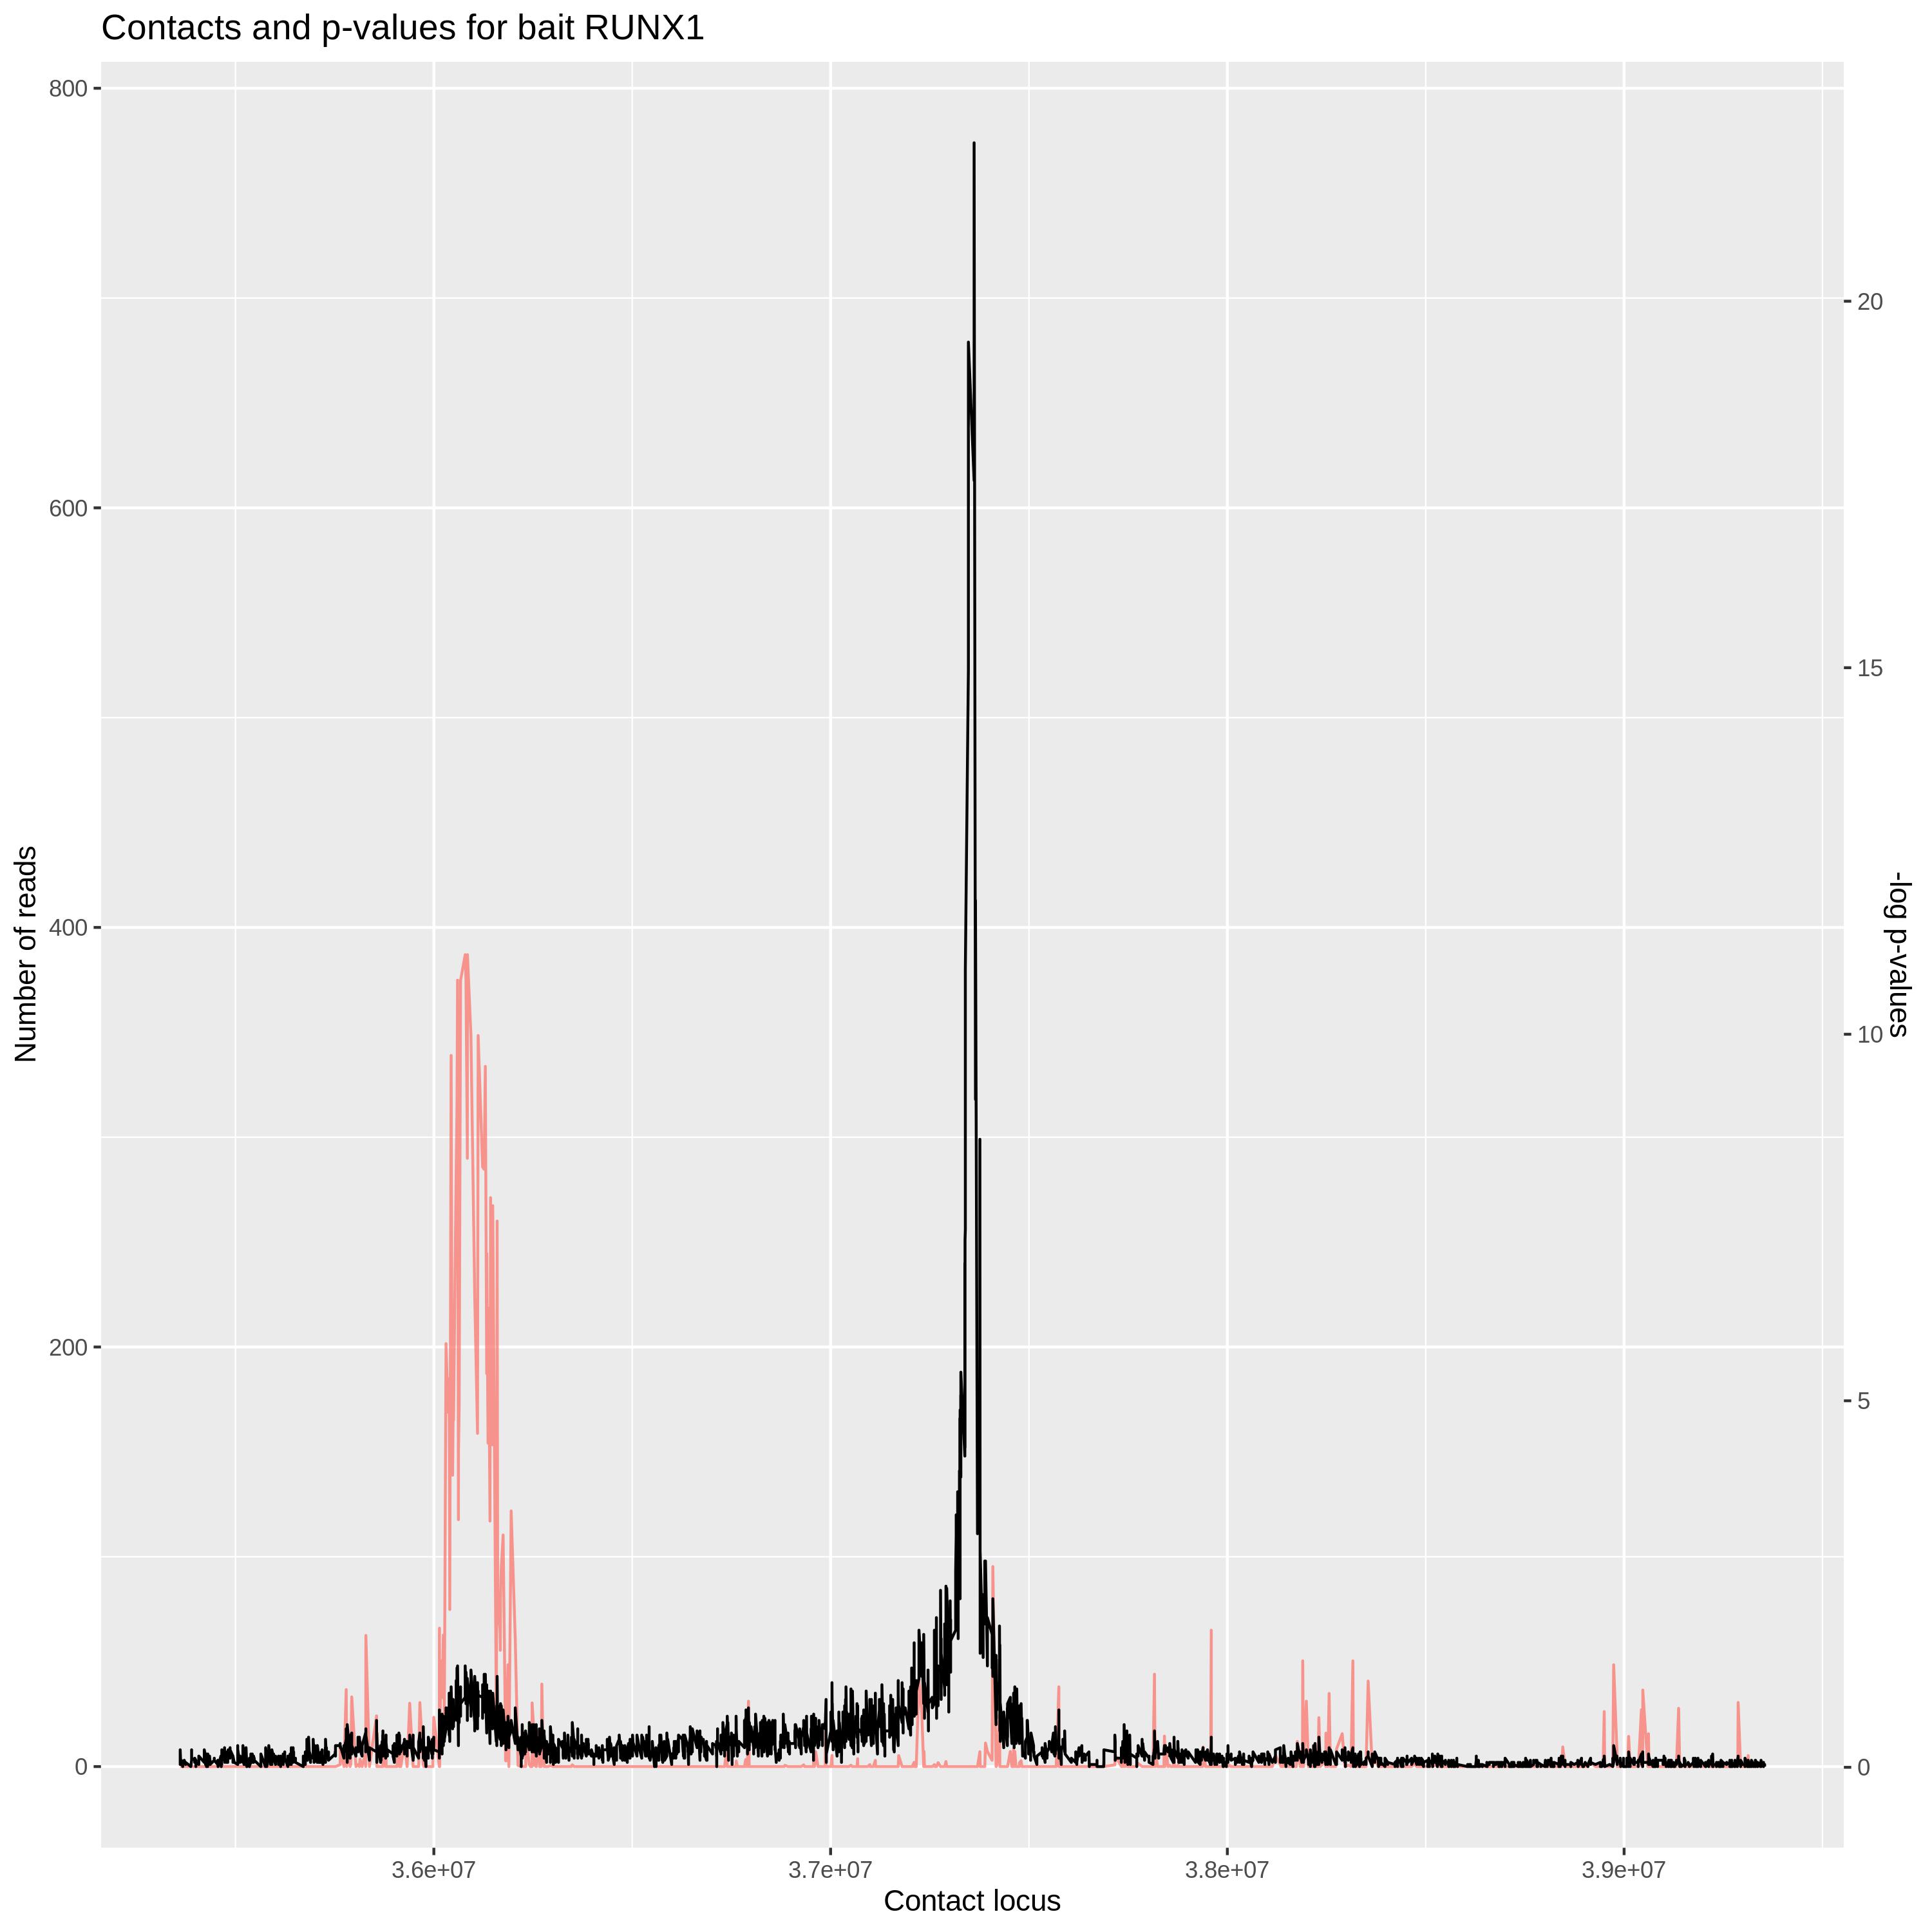 Contacts and p-values for bait RUNX1
800
600
400
200
0
Number of reads
20
15
10
5
0
-log p-values
3.6e+07 3.7e+07 3.8e+07 3.9e+07
Contact locus